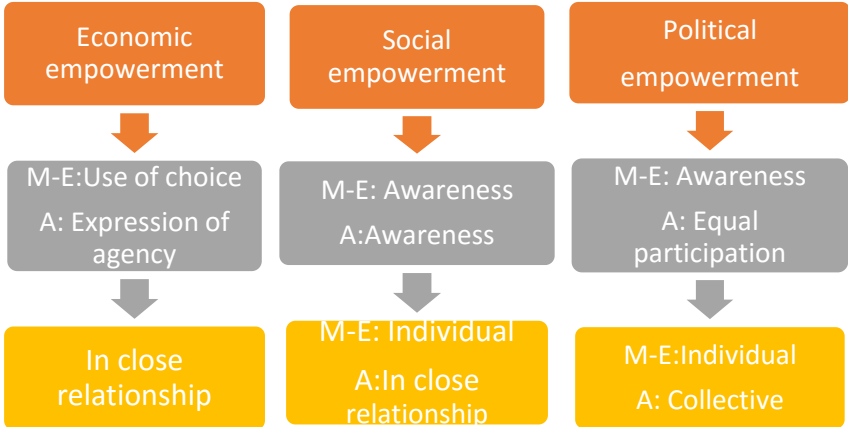 Economic
empowerment
Social
empowerment
Political
empowerment
M-E:Use of choice
A: Expression of
agency
M-E: Awareness
A:Awareness
M-E: Awareness
A: Equal
participation
In close
relationship
M-E: Individual
A:In close
relationship
M-E:Individual
A: Collective